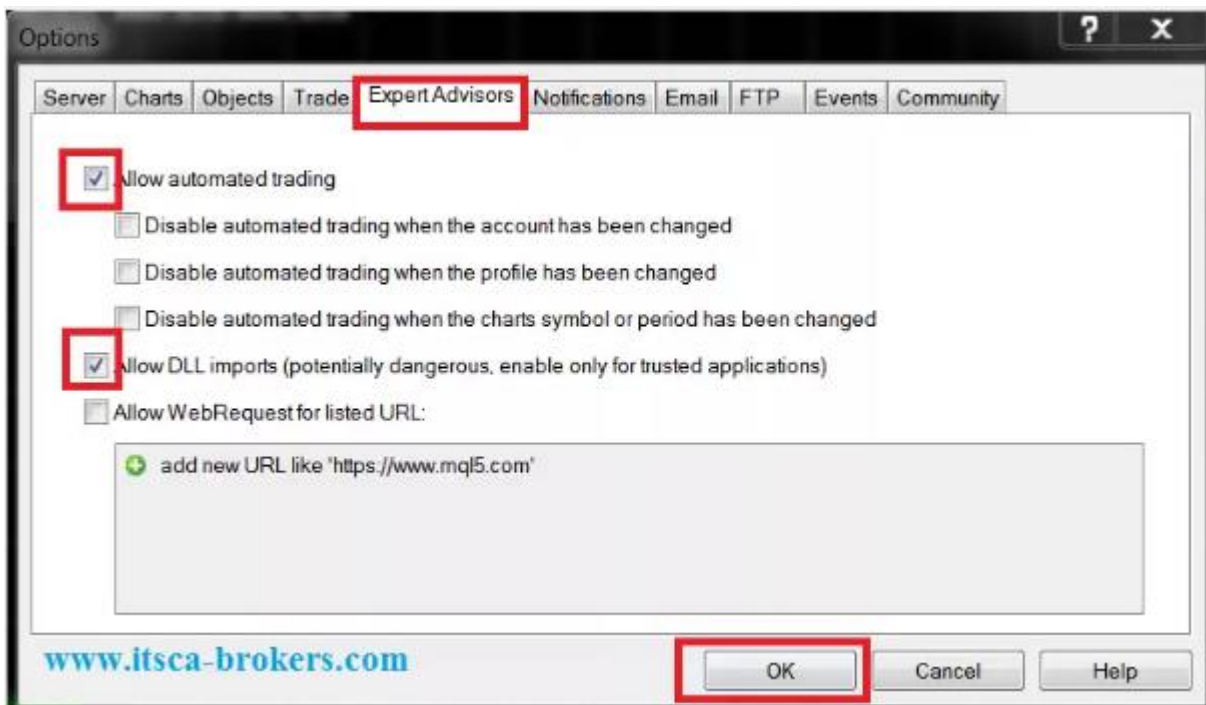 Options
Server Charts Objects Trade Expert Advisors Notifications Email FTP Events Community
Allow automated trading
Disable automated trading when the account has been changed
Disable automated trading when the profile has been changed
Disable automated trading when the charts symbol or period has been changed
Allow DLL imports (potentially dangerous, enable only for trusted applications)
Allow WebRequest for listed URL:
add new URL like 'https://www.mql5.com'
www.itsca-brokers.com
OK Cancel Help